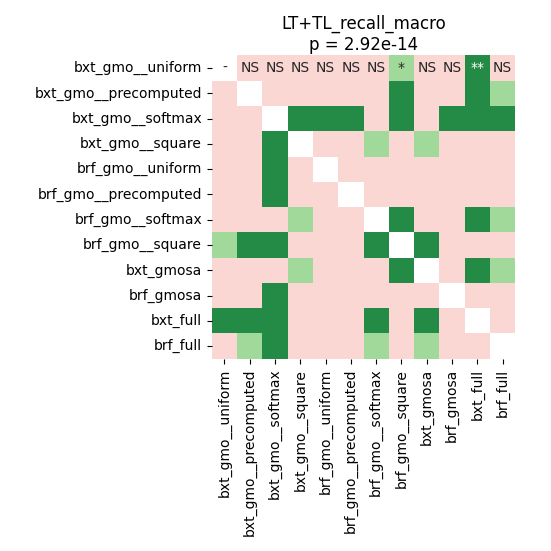 LT+TL_recall_macro
p = 2.92e-14
bxt_gmo__uniform
- NS NS NS NS NS NS * NS NS ** NS
bxt_gmo__precomputed
bxt_gmo__softmax
bxt_gmo__square
brf_gmo__uniform
brf_gmo__precomputed
brf_gmo__softmax
brf_gmo__square
bxt_gmosa
brf_gmosa
bxt_full
brf_full
bxt_gmo__uniform
bxt_gmo__precomputed
bxt_gmo__softmax
bxt_gmo__square
brf_gmo__uniform
brf_gmo__precomputed
brf_gmo__softmax
brf_gmo__square
bxt_gmosa
brf_gmosa
bxt_full
brf_full